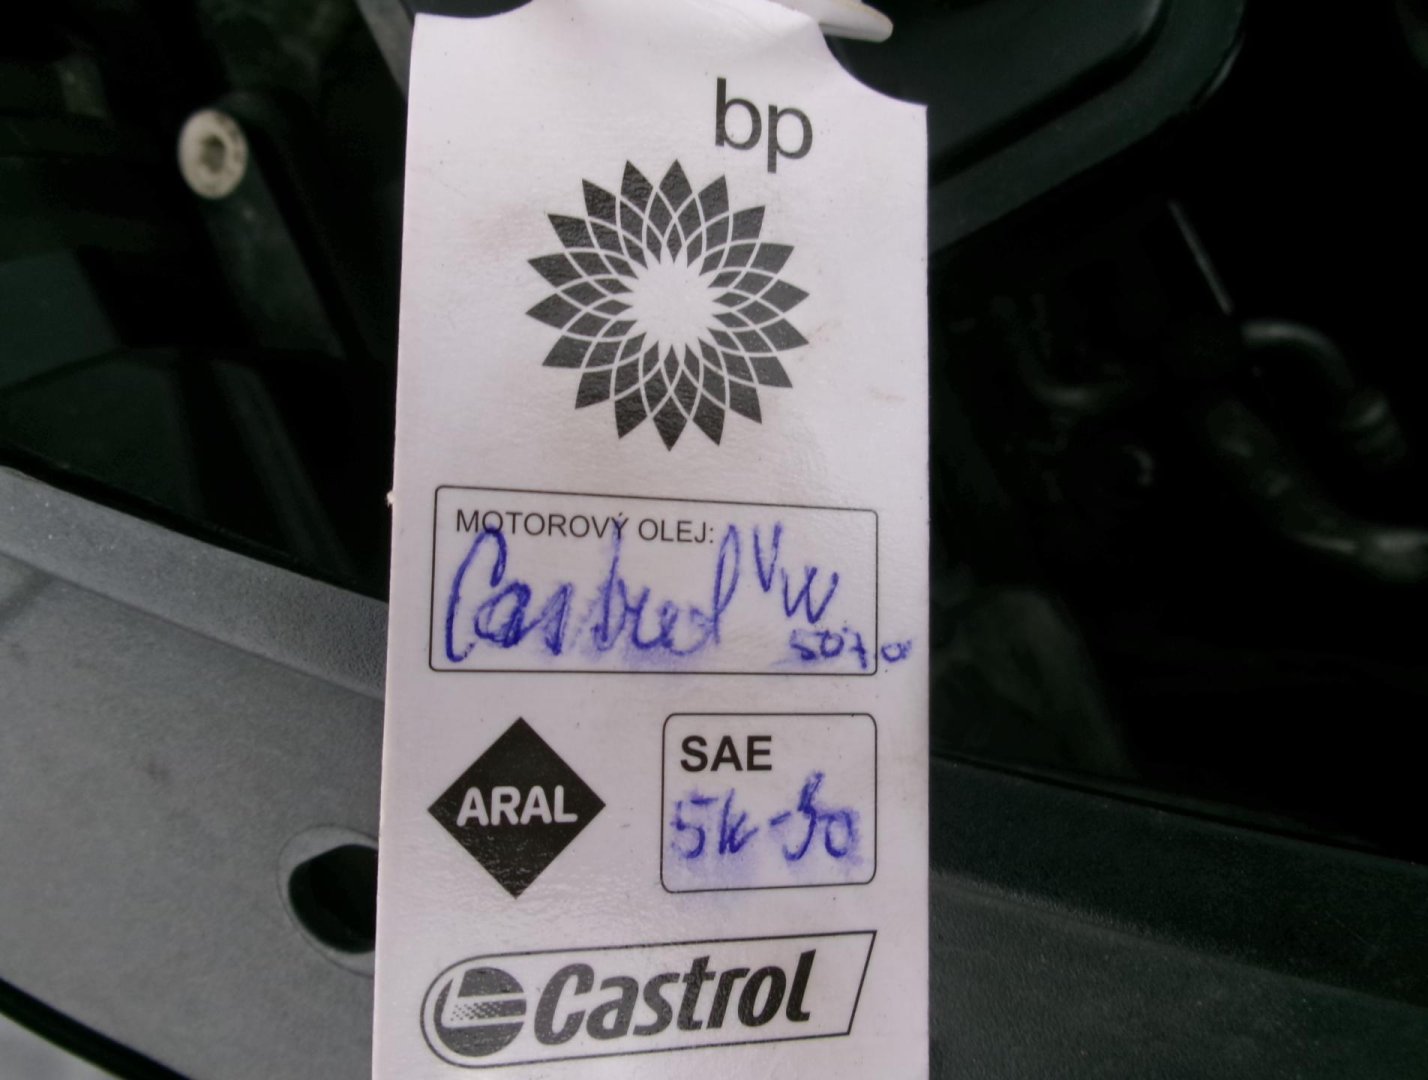 bp
MOTOROVÝ OLEJ:
Castrol VW
507 0
ARAL
SAE
5W-30
Castrol